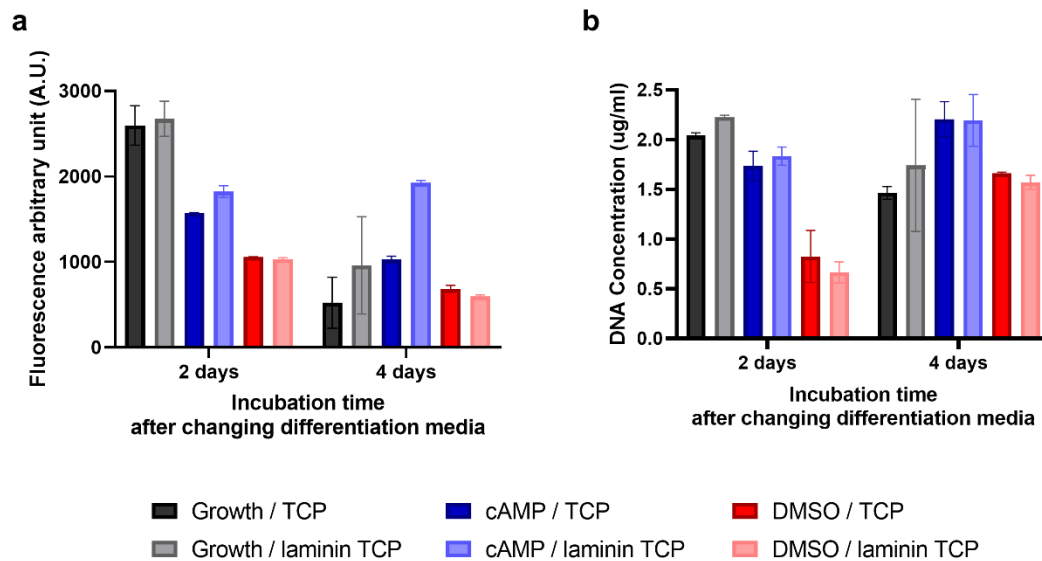 a
Fluorescence arbitrary unit (A.U.)
3000
2000
1000
0
2 days
4 days
Incubation time
after changing differentiation media
b
DNA Concentration (ug/ml)
2.5
2.0
1.5
1.0
0.5
0.0
2 days
4 days
Incubation time
after changing differentiation media
Growth / TCP
cAMP / TCP
DMSO / TCP
Growth / laminin TCP
cAMP / laminin TCP
DMSO / laminin TCP